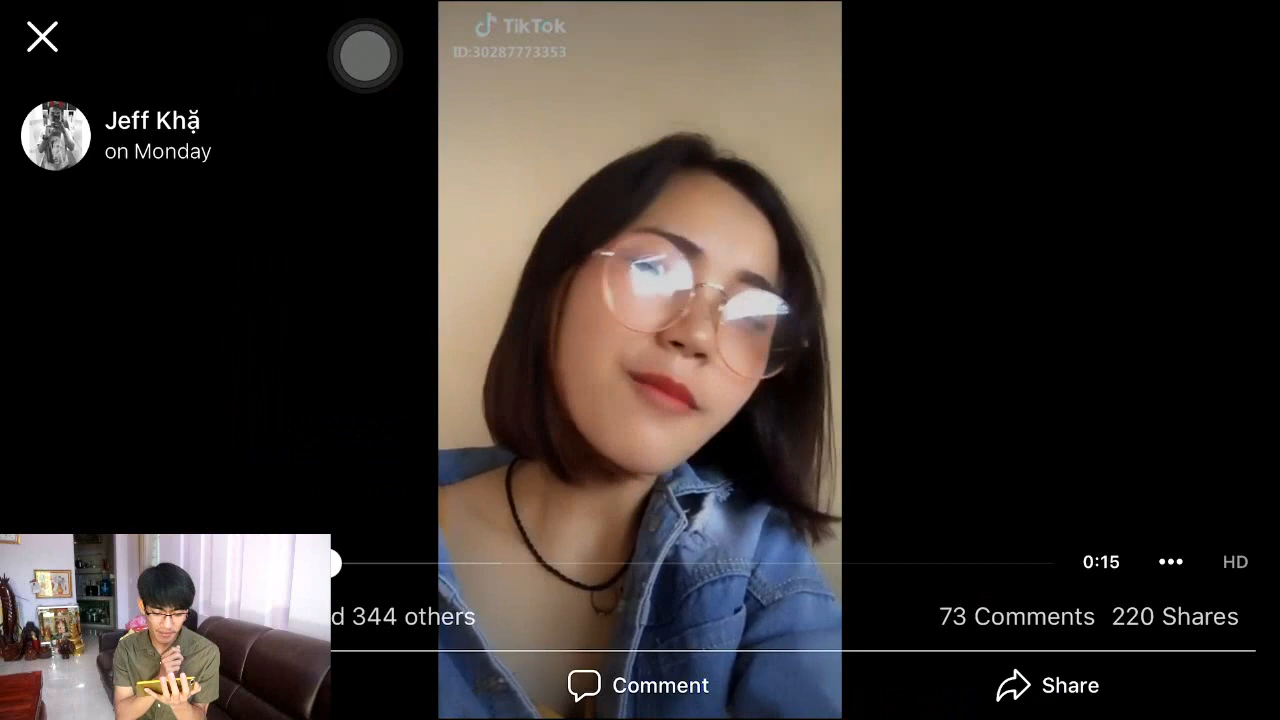 TikTok
ID:30287773353
Jeff Khặ
on Monday
0:15
HD
d 344 others
73 Comments 220 Shares
Comment
Share